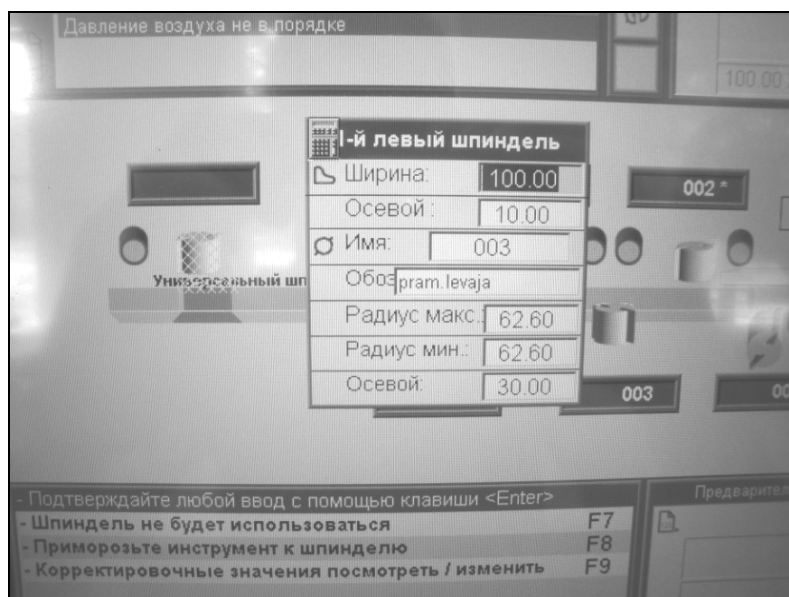 Давление воздуха не в порядке
100.00
I-й левый шпиндель
Ширина: 100.00
002 *
Осевой : 10.00
Имя: 003
Универсальный
Обоз pram.levaja
Радиус макс.: 62.60
Радиус мин.: 62.60
Осевой: 30.00
003
00
- Подтверждайте любой ввод с помощью клавиши <Enter>
- Шпиндель не будет использоваться F7
- Приморозьте инструмент к шпинделю F8
- Корректировочные значения посмотреть / изменить F9